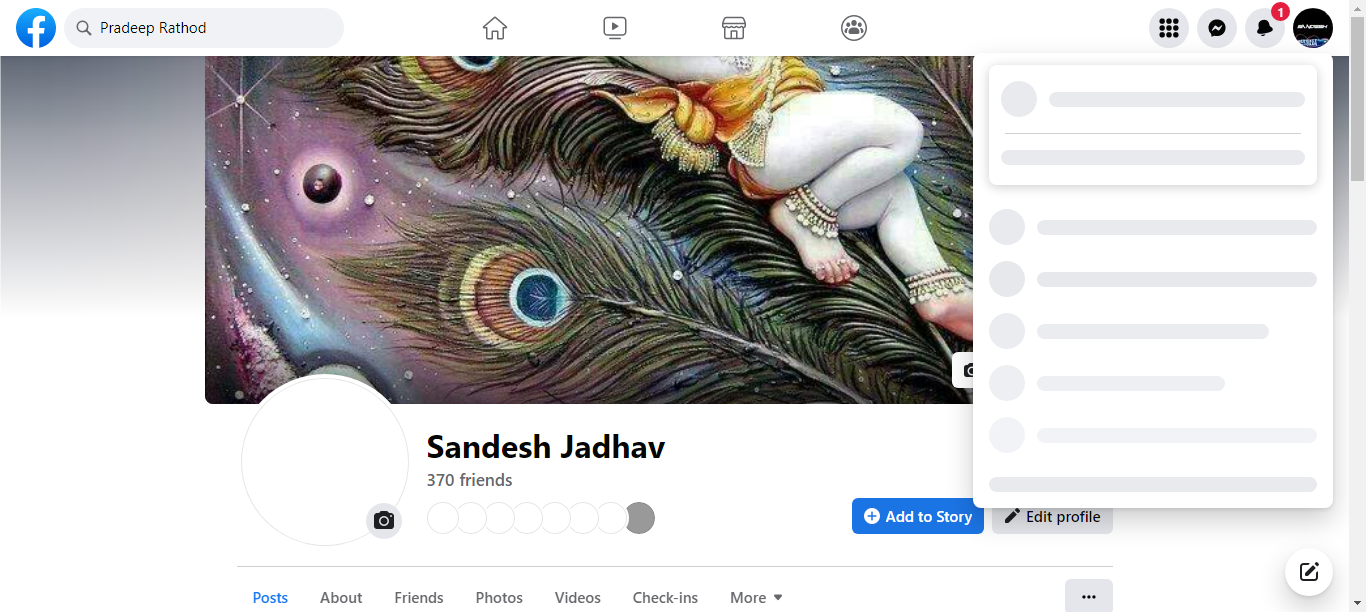 Pradeep Rathod
1
Sandesh Jadhav
370 friends
Add to Story
Edit profile
Posts
About
Friends
Photos
Videos
Check-ins
More